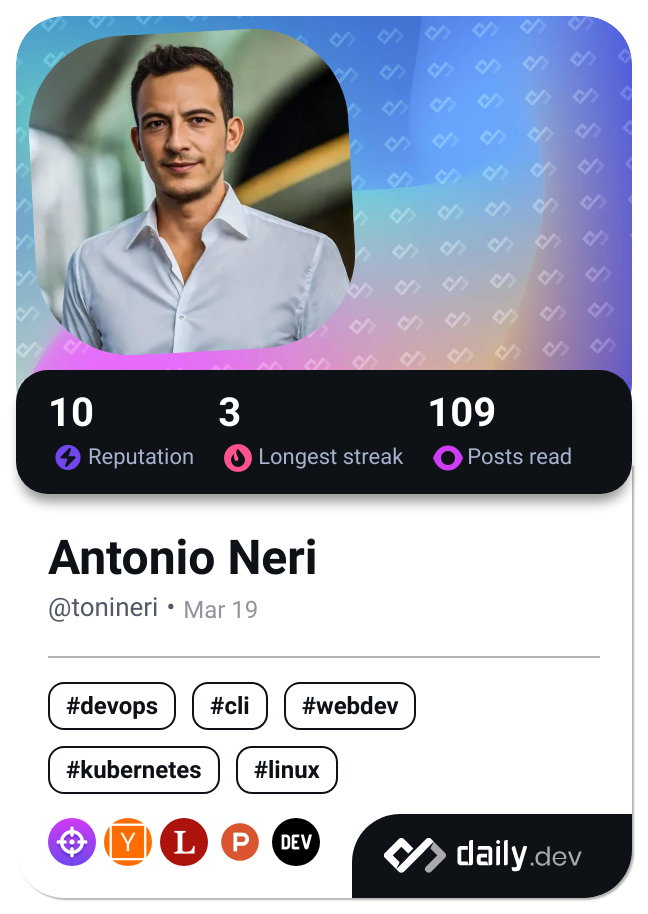 10 3 109
Reputation Longest streak Posts read
Antonio Neri
@tonineri • Mar 19
#devops #cli #webdev
#kubernetes #linux
Y L P DEV
daily.dev